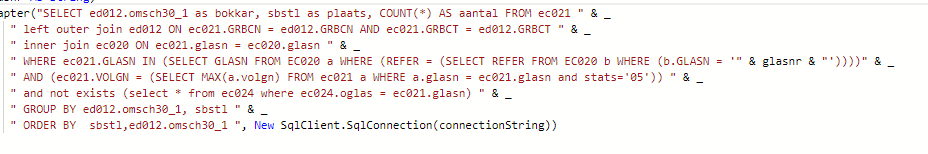 apter("SELECT ed012.omsch30_1 as bokkar, sbstl as plaats, COUNT(*) AS aantal FROM ec021 " & _
" left outer join ed012 ON ec021.GRBCN = ed012.GRBCN AND ec021.GRBCT = ed012.GRBCT " & _
" inner join ec020 ON ec021.glasn = ec020.glasn " & _
" WHERE ec021.GLASN IN (SELECT GLASN FROM EC020 a WHERE (REFER = (SELECT REFER FROM EC020 b WHERE (b.GLASN = '" & glasnr & "'))))" & _
" AND (ec021.VOLGN = (SELECT MAX(a.volgn) FROM ec021 a WHERE a.glasn = ec021.glasn and stats='05')) " & _
" and not exists (select * from ec024 where ec024.oglas = ec021.glasn) " & _
" GROUP BY ed012.omsch30_1, sbstl " & _
" ORDER BY  sbstl,ed012.omsch30_1 ", New SqlClient.SqlConnection(connectionString))